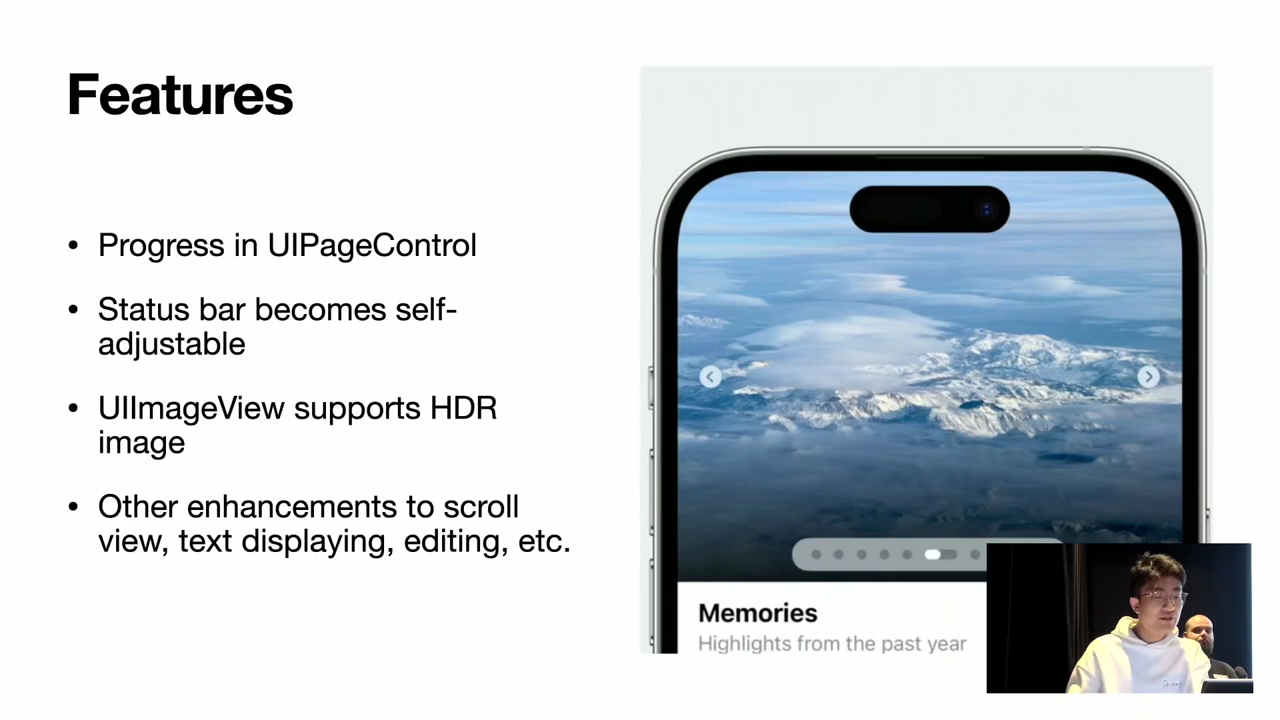 Features
• Progress in UIPageControl
• Status bar becomes self-
adjustable
• UIImageView supports HDR
image
• Other enhancements to scroll
view, text displaying, editing, etc.
Memories
Highlights from the past year